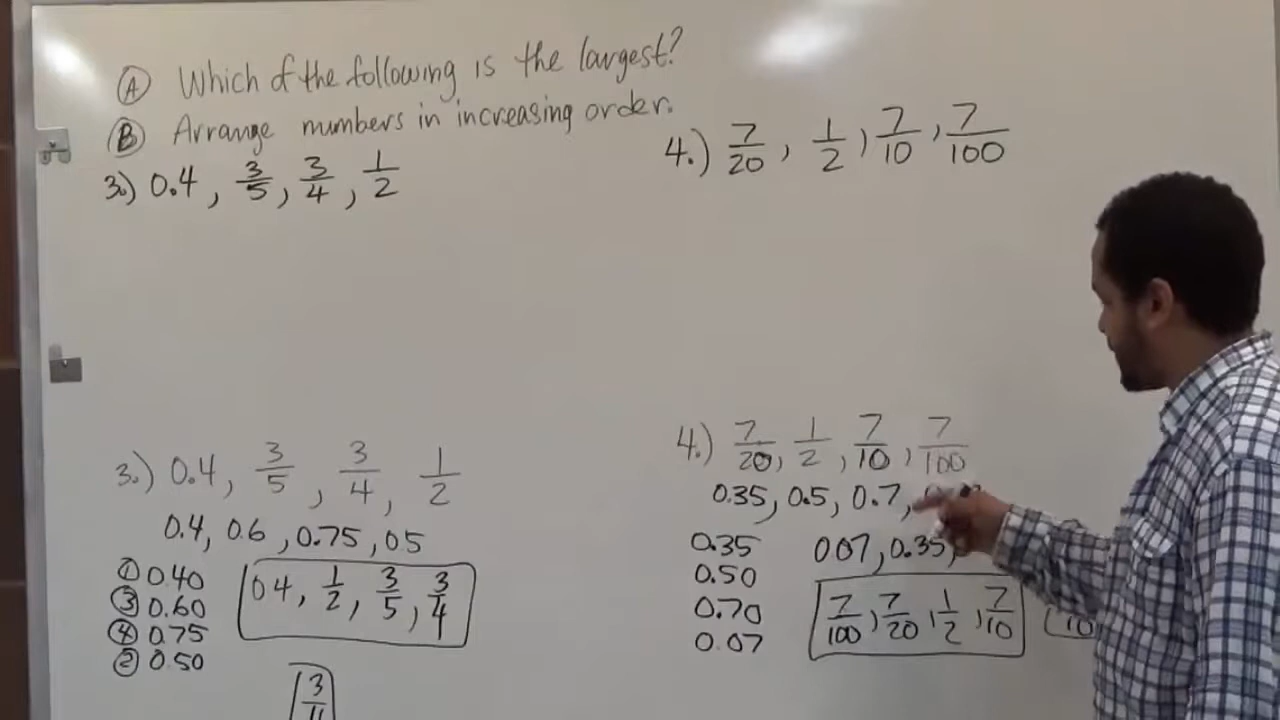 Ⓐ Which of the following is the largest?
Ⓑ Arrange numbers in increasing order.
3.) 0.4, 3/5, 3/4, 1/2
4.) 7/20, 1/2, 7/10, 7/100
3.) 0.4, 3/5, 3/4, 1/2
0.4, 0.6, 0.75, 05
① 0.40
③ 0.60
④ 0.75
② 0.50
04, 1/2, 3/5, 3/4
4.) 7/20, 1/2, 7/10, 7/100
0.35, 0.5, 0.7,
0.35
0.50
0.70
0.07
007, 0.35,
7/100, 7/20, 1/2, 7/10
10
3